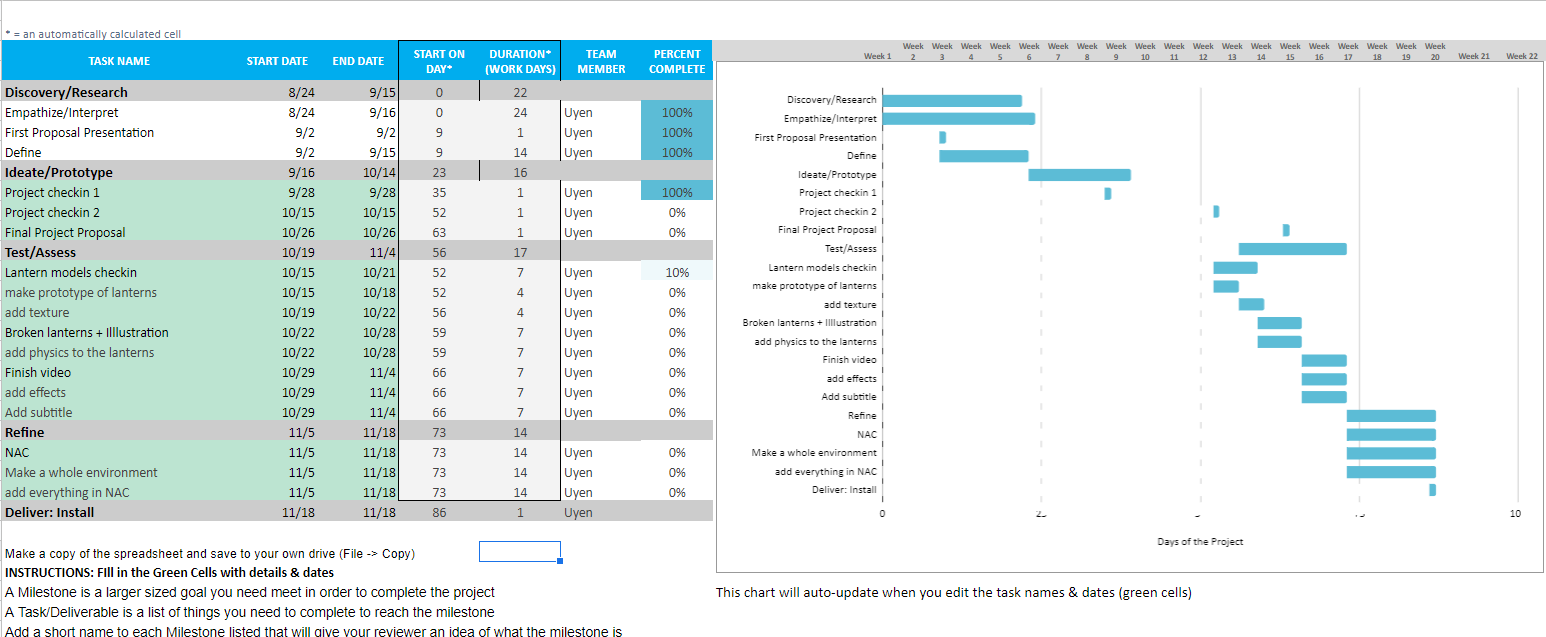 * = an automatically calculated cell
TASK NAME START DATE END DATE START ON DAY* DURATION* (WORK DAYS) TEAM MEMBER PERCENT COMPLETE
Discovery/Research 8/24 9/15 0 22
Empathize/Interpret 8/24 9/16 0 24 Uyen 100%
First Proposal Presentation 9/2 9/2 9 1 Uyen 100%
Define 9/2 9/15 9 14 Uyen 100%
Ideate/Prototype 9/16 10/14 23 16
Project checkin 1 9/28 9/28 35 1 Uyen 100%
Project checkin 2 10/15 10/15 52 1 Uyen 0%
Final Project Proposal 10/26 10/26 63 1 Uyen 0%
Test/Assess 10/19 11/4 56 17
Lantern models checkin 10/15 10/21 52 7 Uyen 10%
make prototype of lanterns 10/15 10/18 52 4 Uyen 0%
add texture 10/19 10/22 56 4 Uyen 0%
Broken lanterns + Illlustration 10/22 10/28 59 7 Uyen 0%
add physics to the lanterns 10/22 10/28 59 7 Uyen 0%
Finish video 10/29 11/4 66 7 Uyen 0%
add effects 10/29 11/4 66 7 Uyen 0%
Add subtitle 10/29 11/4 66 7 Uyen 0%
Refine 11/5 11/18 73 14
NAC 11/5 11/18 73 14 Uyen 0%
Make a whole environment 11/5 11/18 73 14 Uyen 0%
add everything in NAC 11/5 11/18 73 14 Uyen 0%
Deliver: Install 11/18 11/18 86 1 Uyen
Make a copy of the spreadsheet and save to your own drive (File -> Copy)
INSTRUCTIONS: FIll in the Green Cells with details & dates
A Milestone is a larger sized goal you need meet in order to complete the project
A Task/Deliverable is a list of things you need to complete to reach the milestone
Add a short name to each Milestone listed that will give your reviewer an idea of what the milestone is
Week 1 Week 2 Week 3 Week 4 Week 5 Week 6 Week 7 Week 8 Week 9 Week 10 Week 11 Week 12 Week 13 Week 14 Week 15 Week 16 Week 17 Week 18 Week 19 Week 20 Week 21 Week 22
Discovery/Research
Empathize/Interpret
First Proposal Presentation
Define
Ideate/Prototype
Project checkin 1
Project checkin 2
Final Project Proposal
Test/Assess
Lantern models checkin
make prototype of lanterns
add texture
Broken lanterns + Illlustration
add physics to the lanterns
Finish video
add effects
Add subtitle
Refine
NAC
Make a whole environment
add everything in NAC
Deliver: Install
0 10
Days of the Project
This chart will auto-update when you edit the task names & dates (green cells)